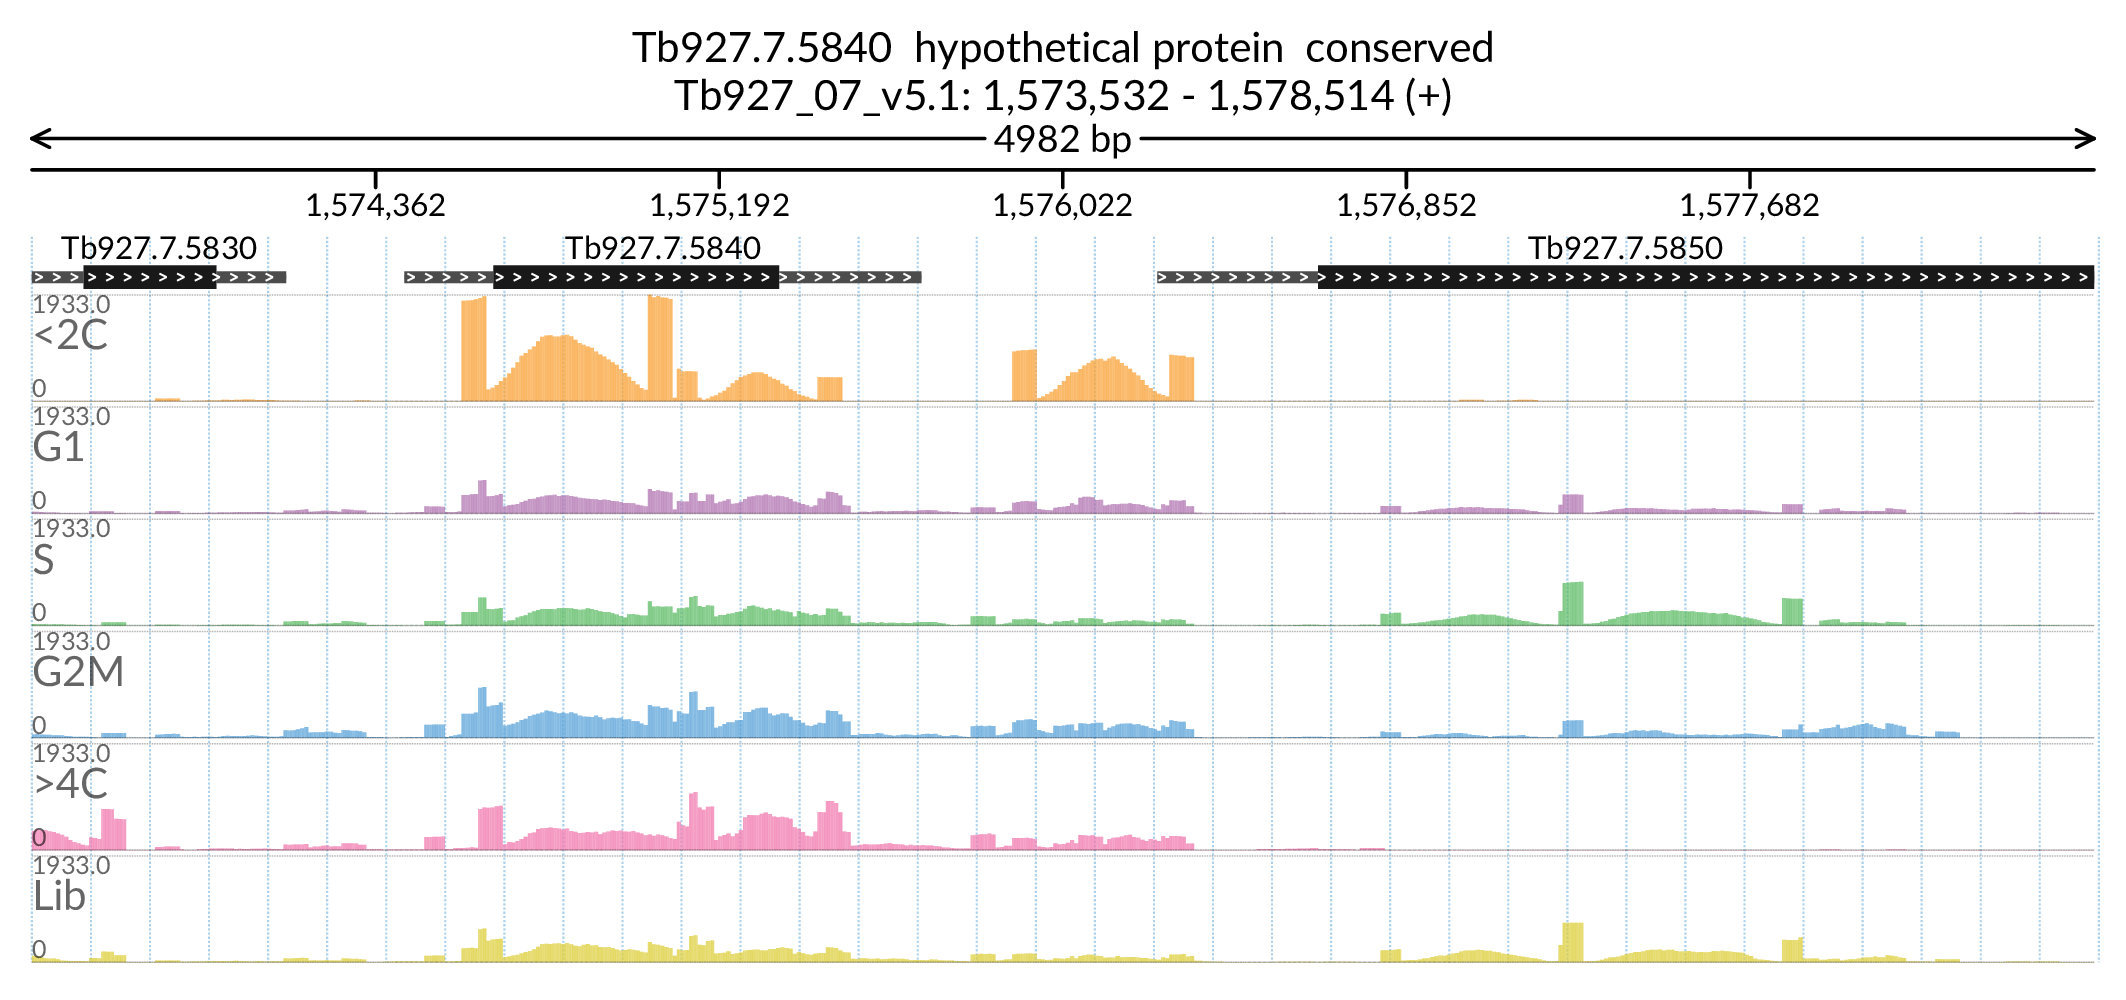 Tb927.7.5840  hypothetical protein  conserved
Tb927_07_v5.1: 1,573,532 - 1,578,514 (+)
4982 bp
1,574,362 1,575,192 1,576,022 1,576,852 1,577,682
Tb927.7.5830 Tb927.7.5840 Tb927.7.5850
1933.0
<2C
0
1933.0
G1
0
1933.0
S
0
1933.0
G2M
0
1933.0
>4C
0
1933.0
Lib
0